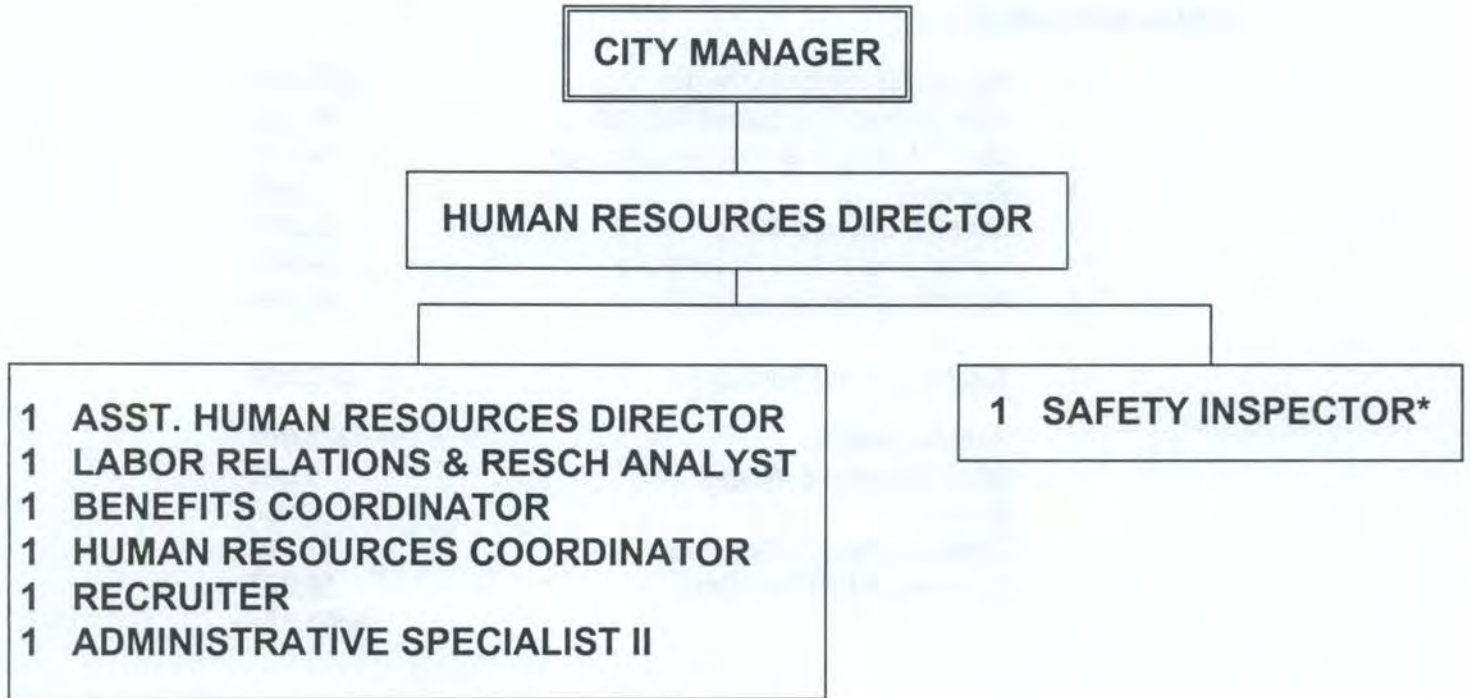 CITY MANAGER
HUMAN RESOURCES DIRECTOR
1 ASST. HUMAN RESOURCES DIRECTOR
1 LABOR RELATIONS & RESCH ANALYST
1 BENEFITS COORDINATOR
1 HUMAN RESOURCES COORDINATOR
1 RECRUITER
1 ADMINISTRATIVE SPECIALIST II
1 SAFETY INSPECTOR*